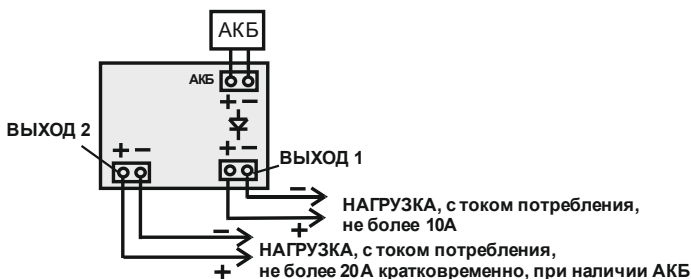 АКБ
АКБ
+ −
ВЫХОД 2
+ −
+ −
ВЫХОД 1
−
НАГРУЗКА, с током потребления,
не более 10А
+
−
НАГРУЗКА, с током потребления,
+
не более 20А кратковременно, при наличии АКБ